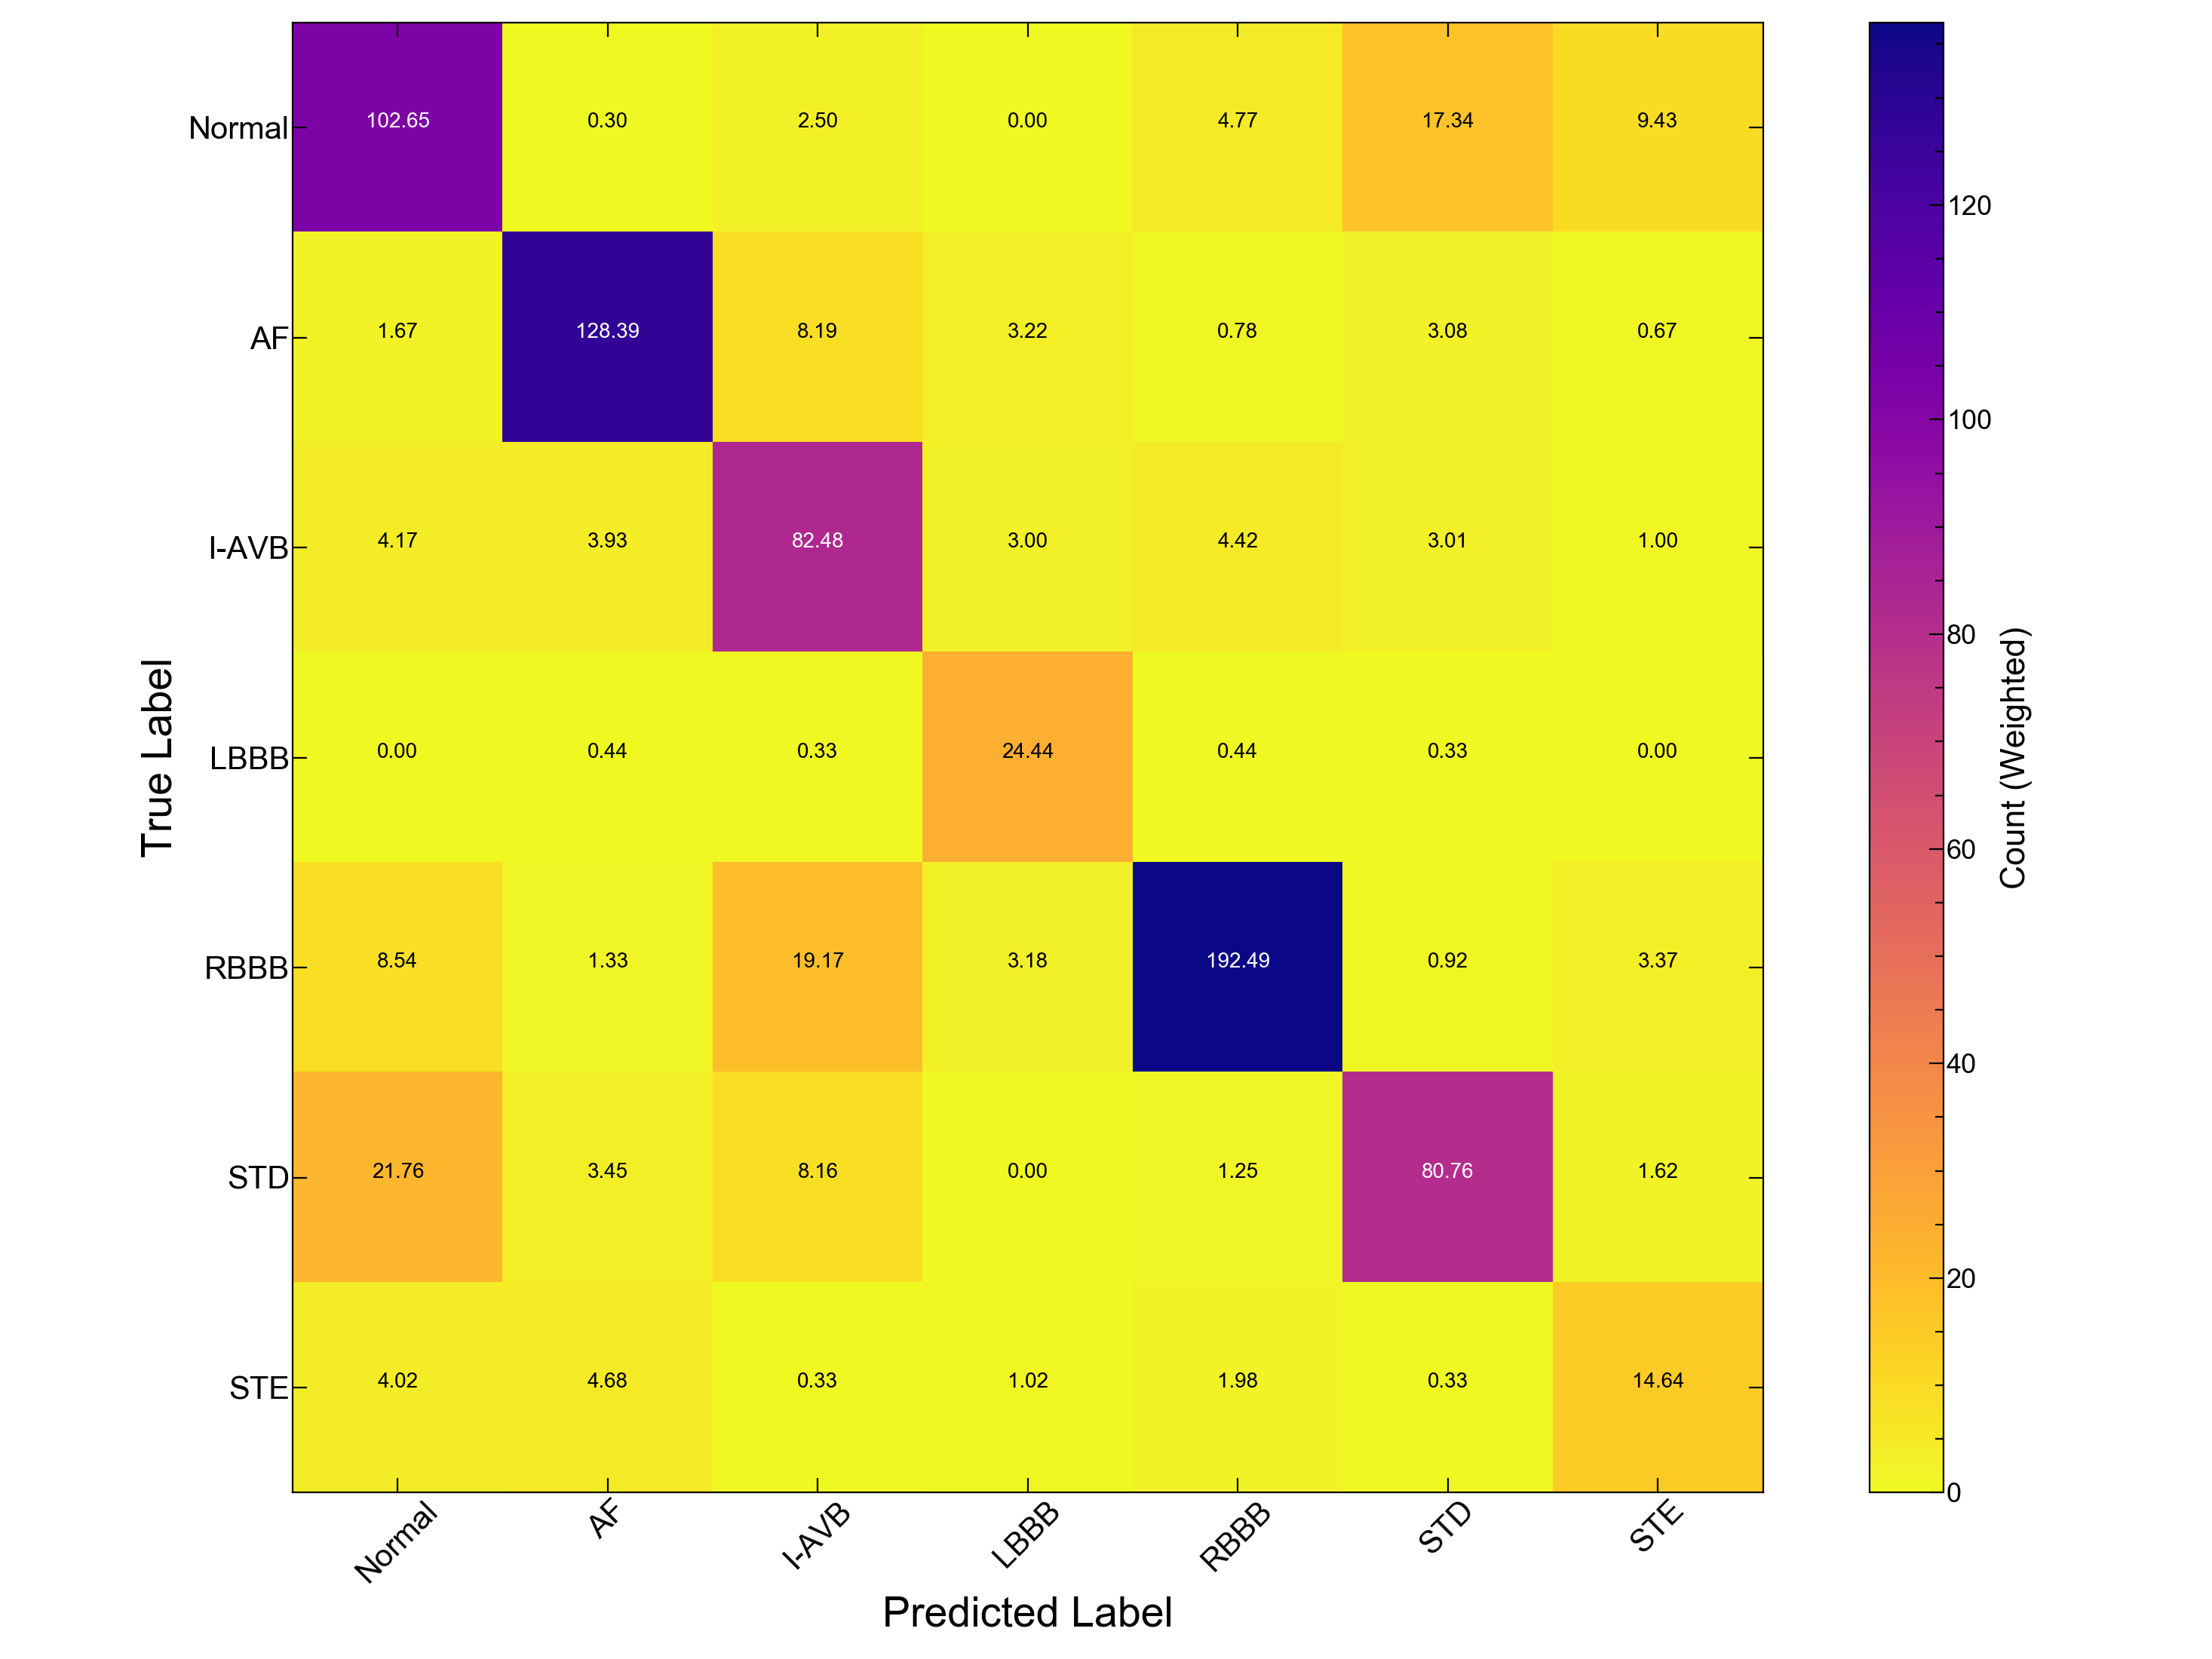 Normal 102.65 0.30 2.50 0.00 4.77 17.34 9.43
AF 1.67 128.39 8.19 3.22 0.78 3.08 0.67
I-AVB 4.17 3.93 82.48 3.00 4.42 3.01 1.00
LBBB 0.00 0.44 0.33 24.44 0.44 0.33 0.00
RBBB 8.54 1.33 19.17 3.18 192.49 0.92 3.37
STD 21.76 3.45 8.16 0.00 1.25 80.76 1.62
STE 4.02 4.68 0.33 1.02 1.98 0.33 14.64
Normal AF I-AVB LBBB RBBB STD STE
Predicted Label
True Label
120
100
80
60
40
20
0
Count (Weighted)